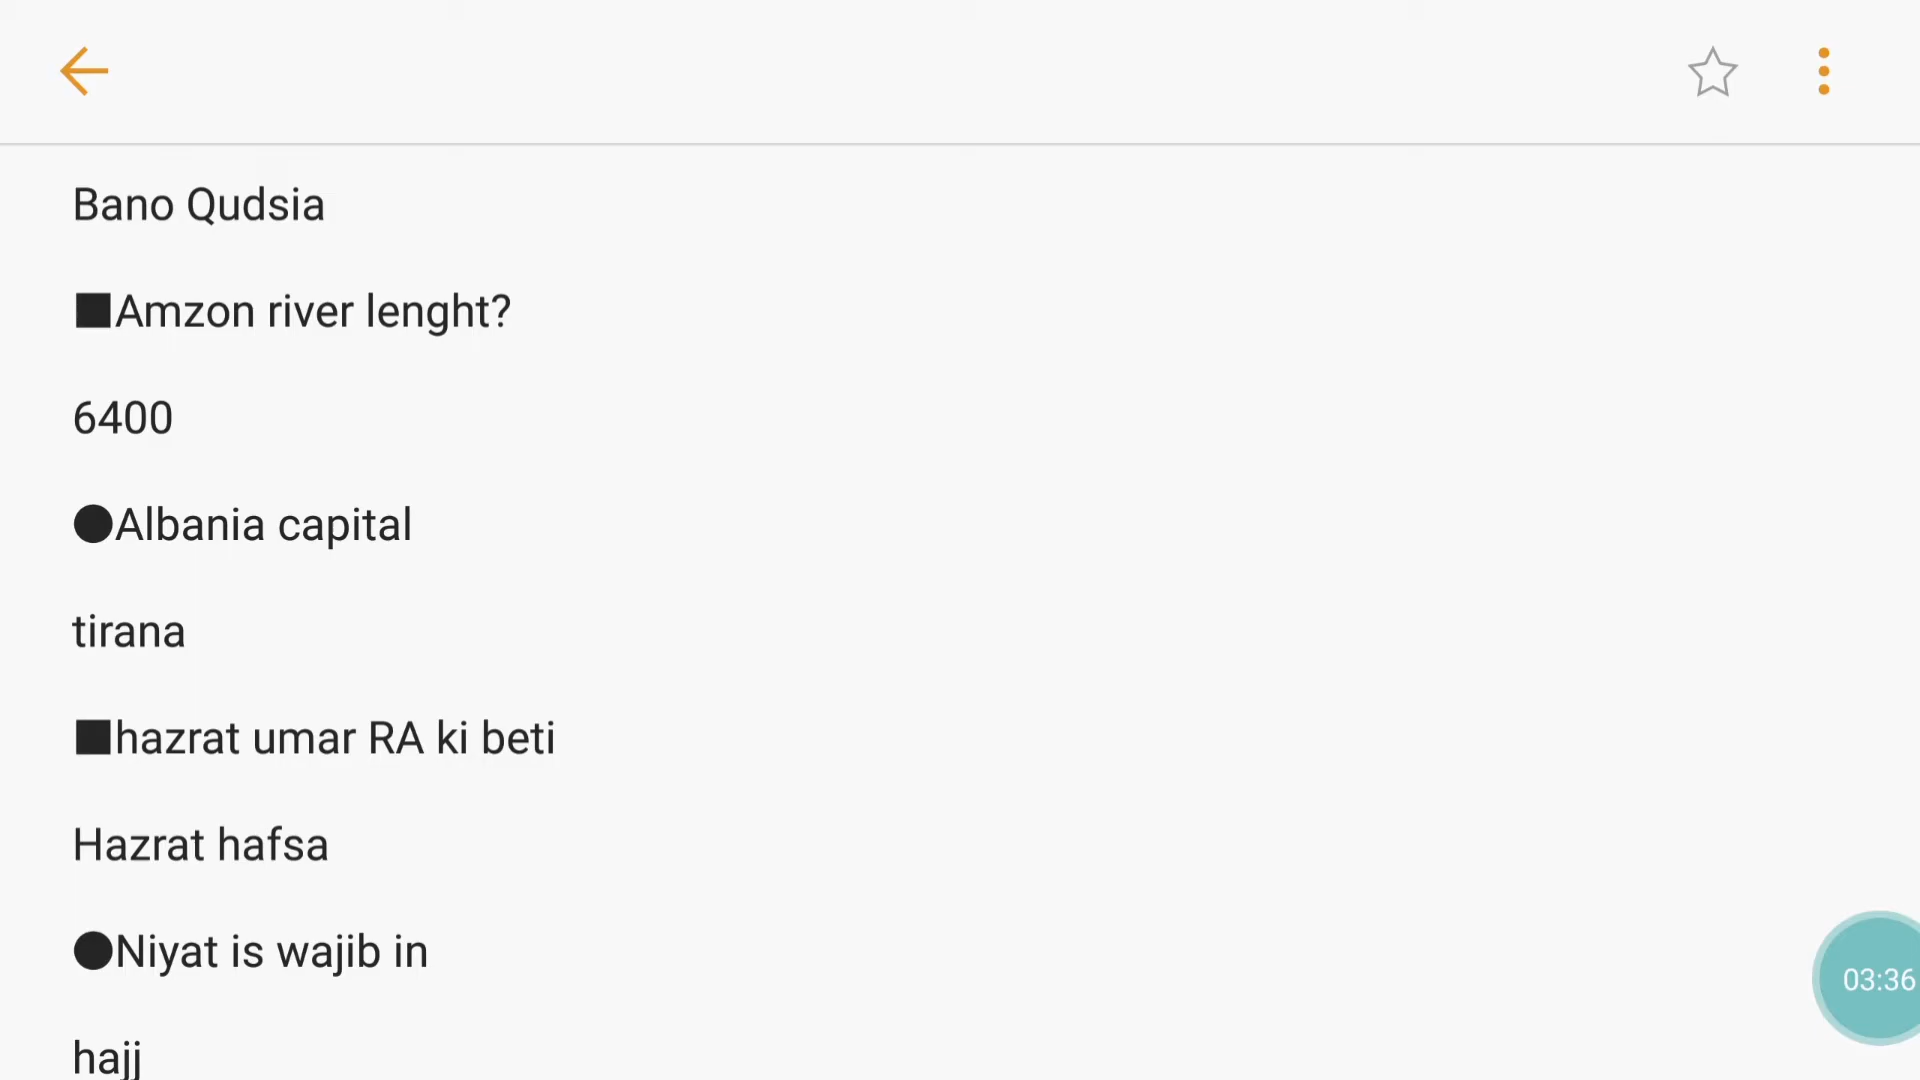 Bano Qudsia
■Amzon river lenght?
6400
●Albania capital
tirana
■hazrat umar RA ki beti
Hazrat hafsa
●Niyat is wajib in
hajj
03:36